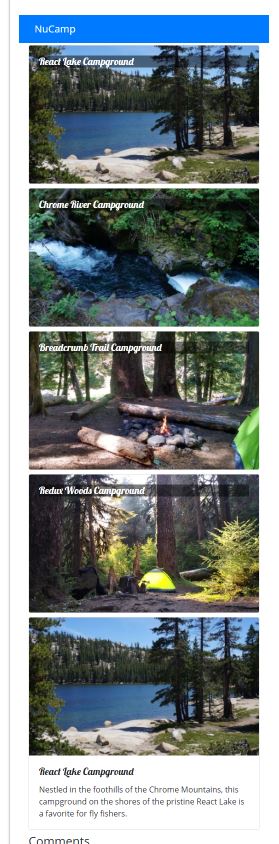 NuCamp
React Lake Campground
Chrome River Campground
Breadcrumb Trail Campground
Redux Woods Campground
React Lake Campground
Nestled in the foothills of the Chrome Mountains, this
campground on the shores of the pristine React Lake is
a favorite for fly fishers.
Comments